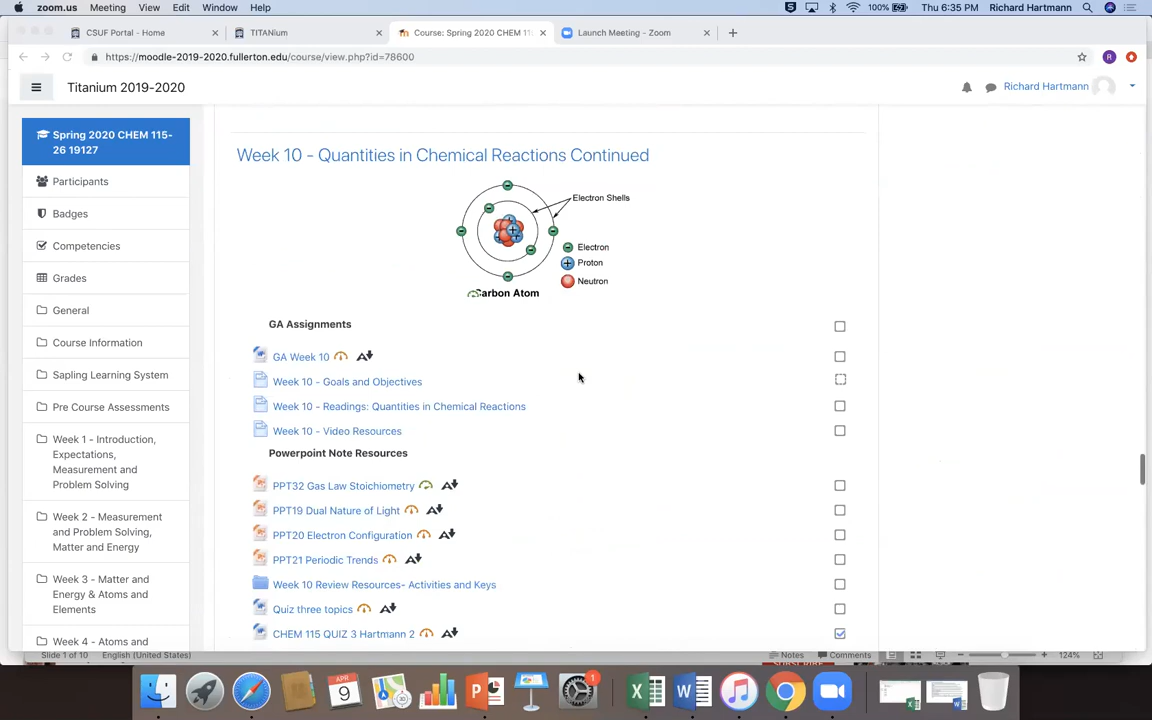 zoom.us Meeting View Edit Window Help 100% Thu 6:35 PM Richard Hartmann
CSUF Portal - Home × TITANium × Course: Spring 2020 CHEM 11 × Launch Meeting - Zoom × +
https://moodle-2019-2020.fullerton.edu/course/view.php?id=78600 R
Titanium 2019-2020 Richard Hartmann
Spring 2020 CHEM 115-
26 19127
Participants
Badges
Competencies
Grades
General
Course Information
Sapling Learning System
Pre Course Assessments
Week 1 - Introduction,
Expectations,
Measurement and
Problem Solving
Week 2 - Measurement
and Problem Solving,
Matter and Energy
Week 3 - Matter and
Energy & Atoms and
Elements
Week 4 - Atoms and
Week 10 - Quantities in Chemical Reactions Continued
Electron Shells
Electron
Proton
Neutron
Carbon Atom
GA Assignments
GA Week 10
Week 10 - Goals and Objectives
Week 10 - Readings: Quantities in Chemical Reactions
Week 10 - Video Resources
Powerpoint Note Resources
PPT32 Gas Law Stoichiometry
PPT19 Dual Nature of Light
PPT20 Electron Configuration
PPT21 Periodic Trends
Week 10 Review Resources- Activities and Keys
Quiz three topics
CHEM 115 QUIZ 3 Hartmann 2
Slide 1 of 10 English (United States) Notes Comments 124%
APR
9
1